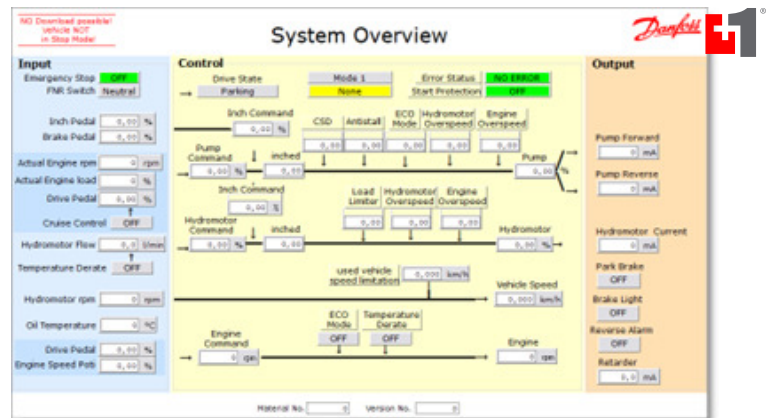 NO Download possible!
Vehicle NOT
in Stop Mode!
System Overview
Danfoss
®
Input
Emergency Stop OFF
FNR Switch Neutral
Inch Pedal 0,00 %
Brake Pedal 0,00 %
Actual Engine rpm 0 rpm
Actual Engine load 0 %
Drive Pedal 0,00 %
Cruise Control OFF
Hydromotor Flow 0,0 l/min
Temperature Derate OFF
Hydromotor rpm 0 rpm
Oil Temperature 0 ºC
Drive Pedal 0,00 %
Engine Speed Poti 0,00 %
Control
Drive State Mode 1 Error Status NO ERROR
Parking None Start Protection OFF
Inch Command
0,00 %
CSD Antistall ECO Mode Hydromotor Overspeed Engine Overspeed
0,00 0,00 0,00 0,00 0,00
Pump Command inched Pump
0,00 % 0,00 0,00 %
Inch Command
0,00 %
Load Limiter Hydromotor Overspeed Engine Overspeed
0,00 0,00 0,00
Hydromotor Command inched Hydromotor
0,00 % 0,00 0,00 %
used vehicle speed limitation 0,000 km/h
Vehicle Speed
0,000 km/h
ECO Mode Temperature Derate
OFF OFF
Engine Command Engine
0 rpm 0 rpm
Output
Pump Forward
0 mA
Pump Reverse
0 mA
Hydromotor Current
0 mA
Park Brake
OFF
Brake Light
OFF
Reverse Alarm
OFF
Retarder
0,0 mA
Material No. 0 Version No. 0